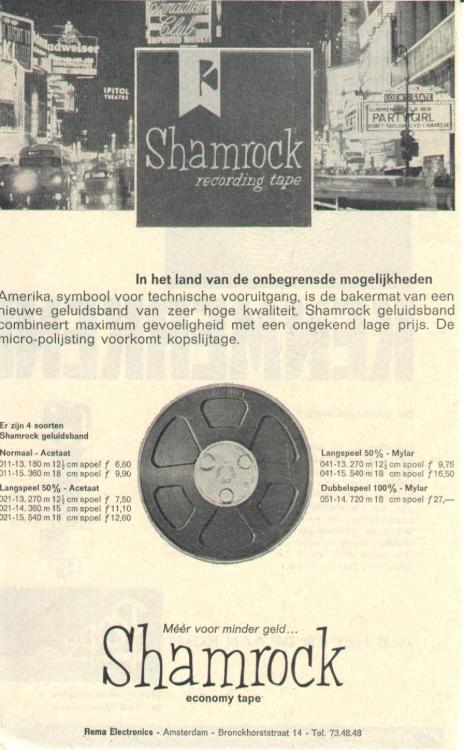 Canadian
Club
IMPORTED WHISKY
Budweiser
CAPITOL
THEATRE
LOEW'S STATE
PARTY GIRL
ROBT TAYLOR CYD CHARISSE
Shamrock
recording tape
In het land van de onbegrensde mogelijkheden
Amerika, symbool voor technische vooruitgang, is de bakermat van een
nieuwe geluidsband van zeer hoge kwaliteit. Shamrock geluidsband
combineert maximum gevoeligheid met een ongekend lage prijs. De
micro-polijsting voorkomt kopslijtage.
Er zijn 4 soorten
Shamrock geluidsband
Normaal - Acetaat
011-13. 180 m 12½ cm spoel f 6,60
011-15. 360 m 18 cm spoel f 9,90
Langspeel 50% - Acetaat
021-13. 270 m 12½ cm spoel f 7,50
021-14. 360 m 15 cm spoel f 11,10
021-15. 540 m 18 cm spoel f 12,60
Langspeel 50% - Mylar
041-13. 270 m 12½ cm spoel f 9,75
041-15. 540 m 18 cm spoel f 16,50
Dubbelspeel 100% - Mylar
051-14. 720 m 18 cm spoel f 27,—
Méér voor minder geld...
Shamrock
economy tape
Rema Electronics - Amsterdam - Bronckhorststraat 14 - Tel. 73.48.48